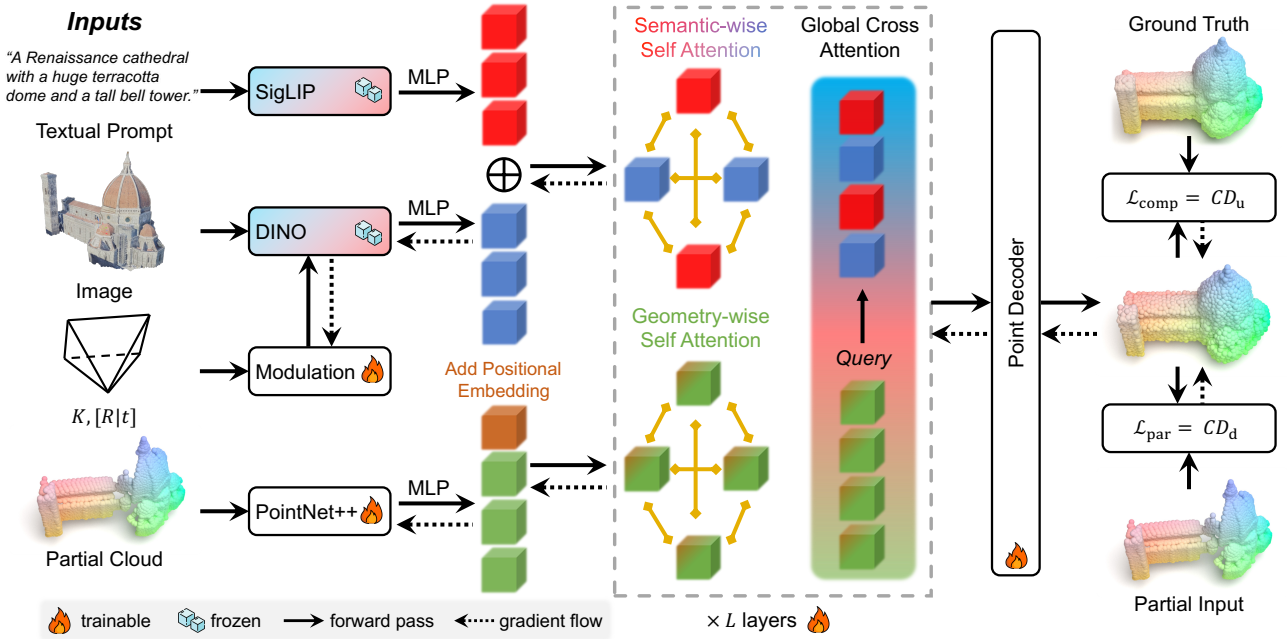 Inputs
“A Renaissance cathedral
with a huge terracotta
dome and a tall bell tower.”
Textual Prompt
Image
K, [R|t]
Partial Cloud
SigLIP
MLP
DINO
MLP
Modulation
Add Positional
Embedding
PointNet++
MLP
Semantic-wise
Self Attention
Geometry-wise
Self Attention
Global Cross
Attention
Query
× L layers
Point Decoder
Ground Truth
ℒcomp = CDu
ℒpar = CDd
Partial Input
trainable
frozen
forward pass
gradient flow